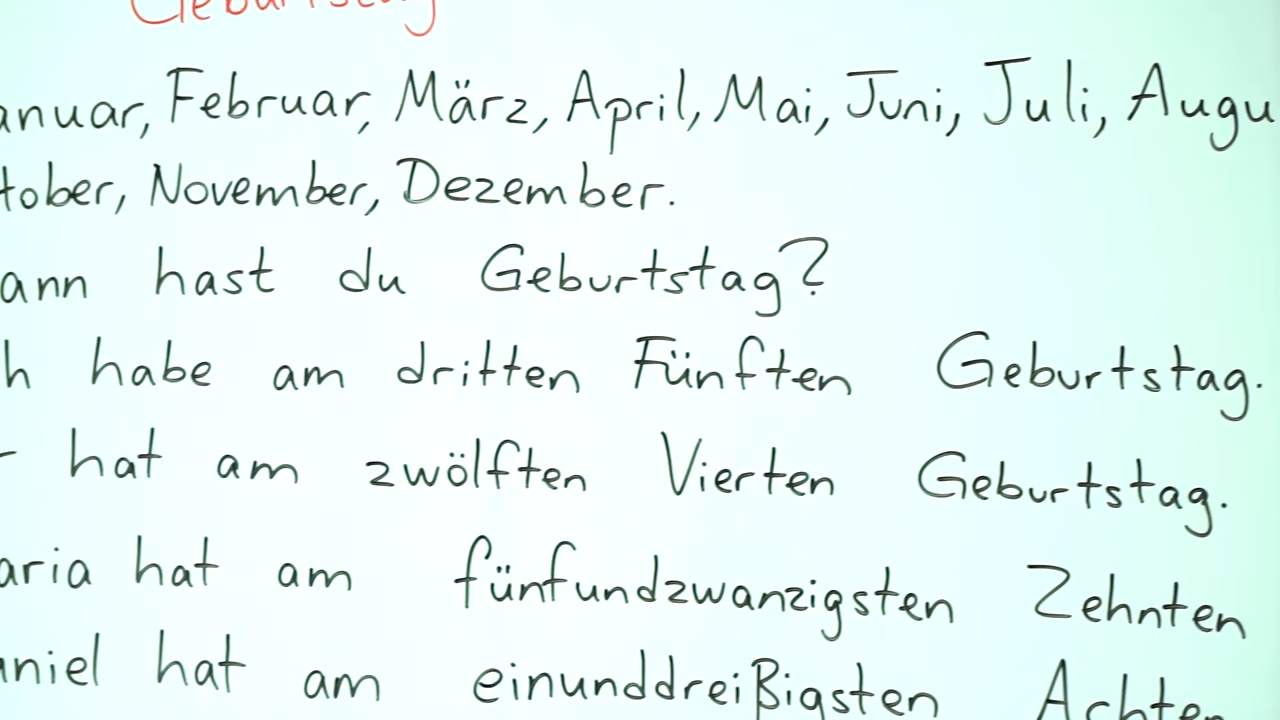 Geburtstag
anuar, Februar, März, April, Mai, Juni, Juli, Augu
tober, November, Dezember.
ann hast du Geburtstag?
h habe am dritten Fünften Geburtstag.
r hat am zwölften Vierten Geburtstag.
aria hat am fünfundzwanzigsten Zehnten
aniel hat am einunddreißigsten Achten